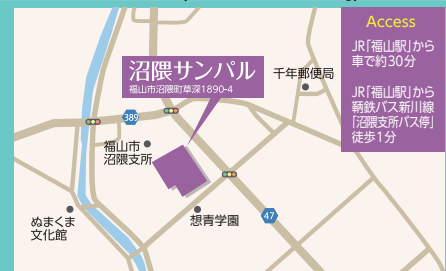 沼隈サンパル
福山市沼隈町草深1890-4
千年郵便局
389
福山市
沼隈支所
想青学園
47
ぬまくま
文化館
Access
JR「福山駅」から
車で約30分
JR「福山駅」から
鞆鉄バス新川線
「沼隈支所バス停」
徒歩1分